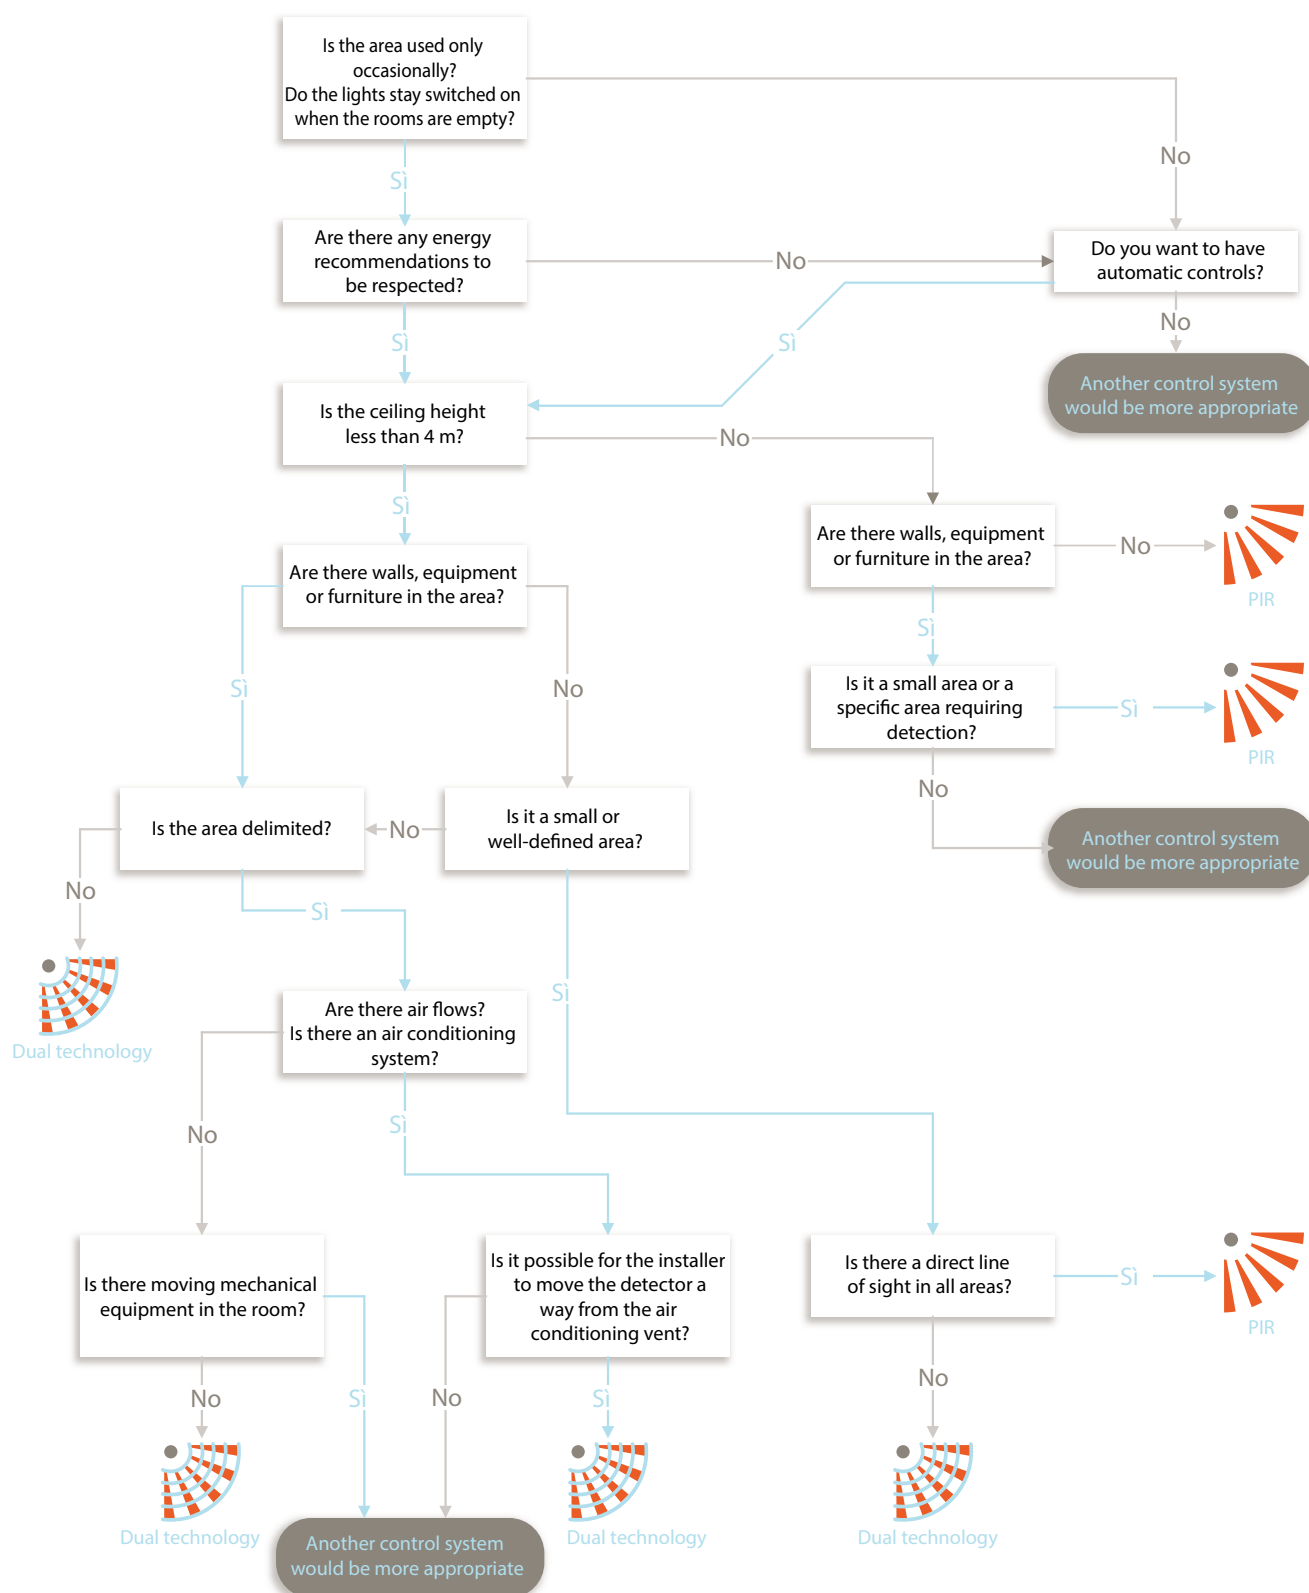 Is the area used only
occasionally?
Do the lights stay switched on
when the rooms are empty?
No
Sì
Are there any energy
recommendations to
be respected?
No
Do you want to have
automatic controls?
No
Sì
Sì
Another control system
would be more appropriate
Is the ceiling height
less than 4 m?
No
Sì
Are there walls, equipment
or furniture in the area?
No
PIR
Are there walls, equipment
or furniture in the area?
Sì
Sì
No
Is it a small area or a
specific area requiring
detection?
Sì
PIR
No
Is the area delimited?
No
Is it a small or
well-defined area?
Another control system
would be more appropriate
No
Sì
Dual technology
Sì
Are there air flows?
Is there an air conditioning
system?
No
Sì
Is there moving mechanical
equipment in the room?
Is it possible for the installer
to move the detector a
way from the air
conditioning vent?
Is there a direct line
of sight in all areas?
Sì
PIR
No
Sì
No
Sì
No
Dual technology
Another control system
would be more appropriate
Dual technology
Dual technology